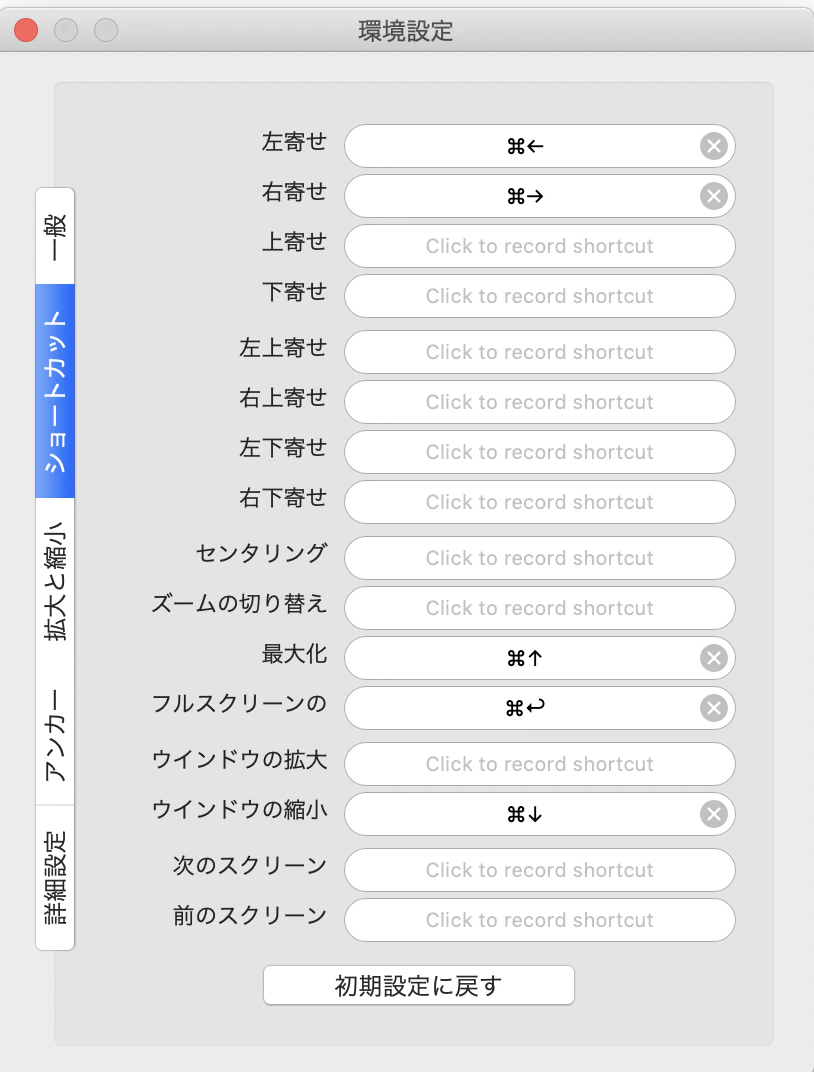 環境設定
一般
ショートカット
拡大と縮小
アンカー
詳細設定
左寄せ ⌘←
右寄せ ⌘→
上寄せ Click to record shortcut
下寄せ Click to record shortcut
左上寄せ Click to record shortcut
右上寄せ Click to record shortcut
左下寄せ Click to record shortcut
右下寄せ Click to record shortcut
センタリング Click to record shortcut
ズームの切り替え Click to record shortcut
最大化 ⌘↑
フルスクリーンの ⌘↩
ウインドウの拡大 Click to record shortcut
ウインドウの縮小 ⌘↓
次のスクリーン Click to record shortcut
前のスクリーン Click to record shortcut
初期設定に戻す